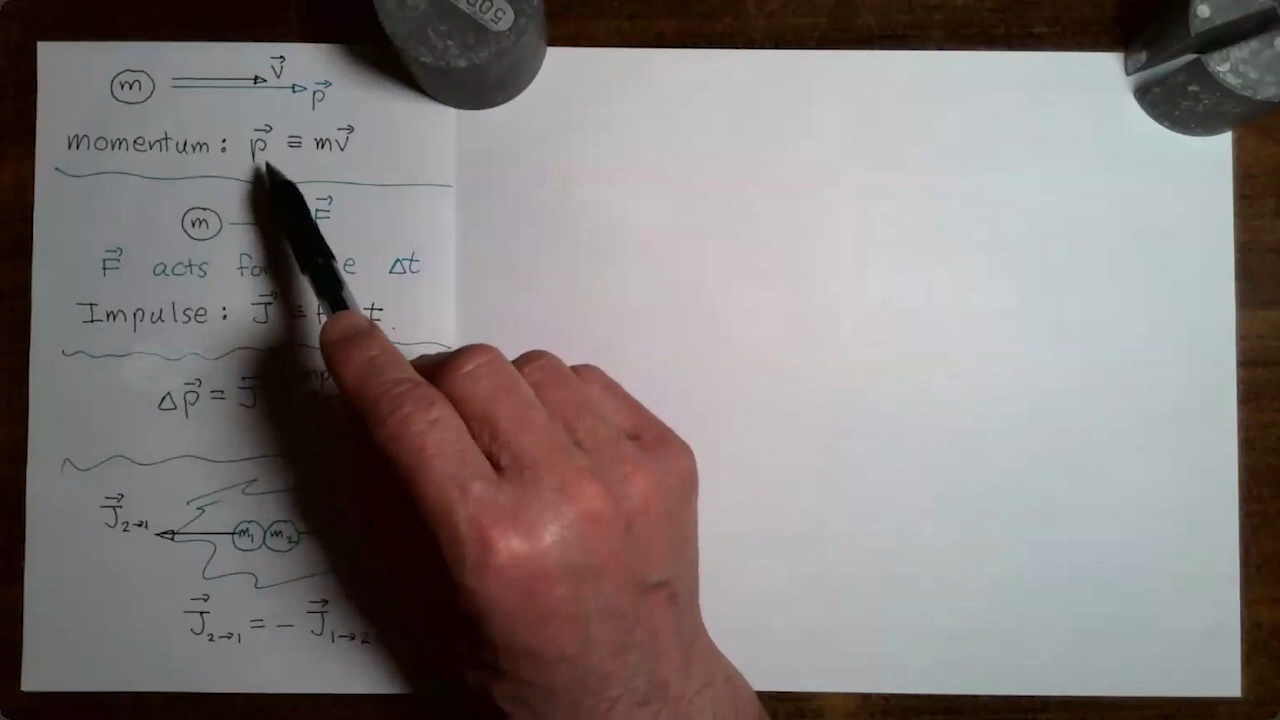 500
m v⃗
p⃗
momentum: p⃗ ≡ mv⃗
m F⃗
F⃗ acts fo e Δt
Impulse: J⃗ ≡ t.
Δp⃗ = J⃗
J⃗₂→₁ m₁ m₂
J⃗₂→₁ = − J⃗₁→₂